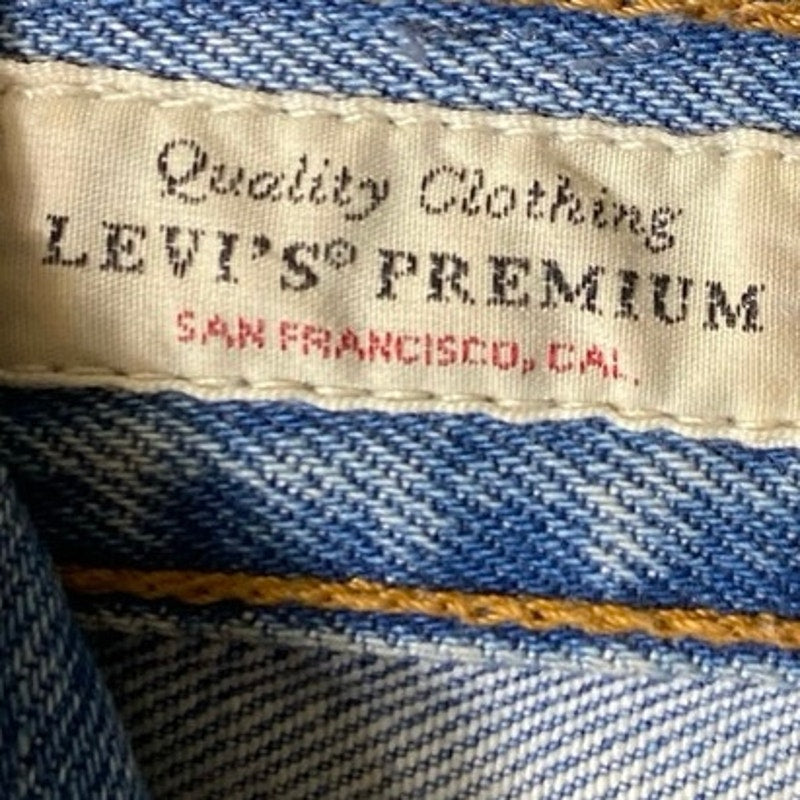 Quality Clothing
LEVI'S® PREMIUM
SAN FRANCISCO, CAL.